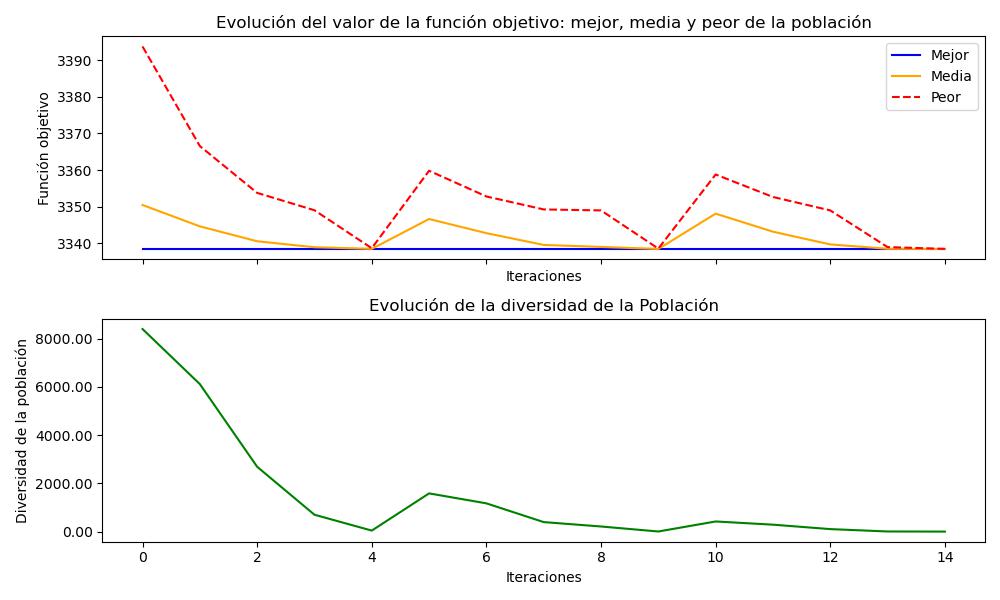 Evolución del valor de la función objetivo: mejor, media y peor de la población
Función objetivo
3390
3380
3370
3360
3350
3340
Mejor
Media
Peor
Iteraciones
Evolución de la diversidad de la Población
Diversidad de la población
8000.00
6000.00
4000.00
2000.00
0.00
0 2 4 6 8 10 12 14
Iteraciones